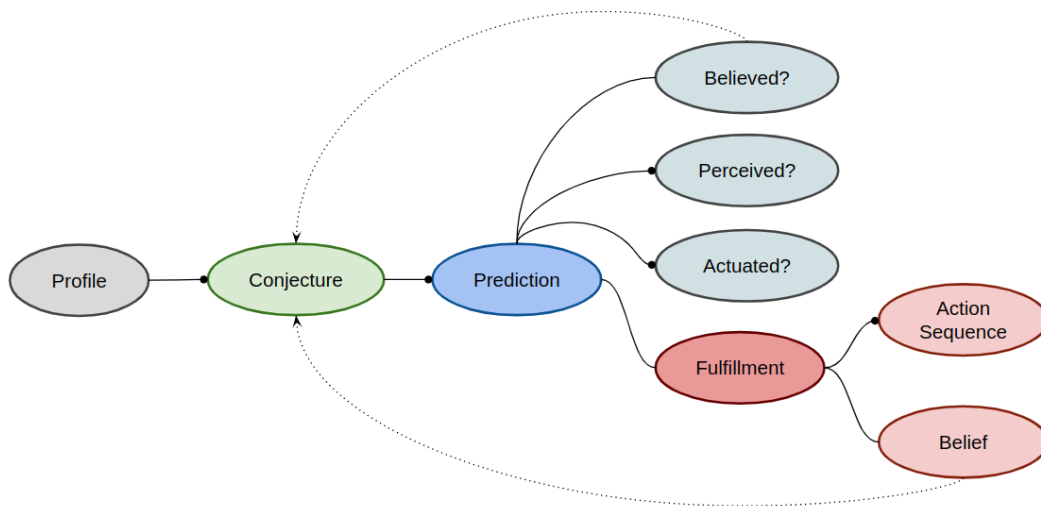 Believed?
Perceived?
Actuated?
Profile
Conjecture
Prediction
Fulfillment
Action
Sequence
Belief